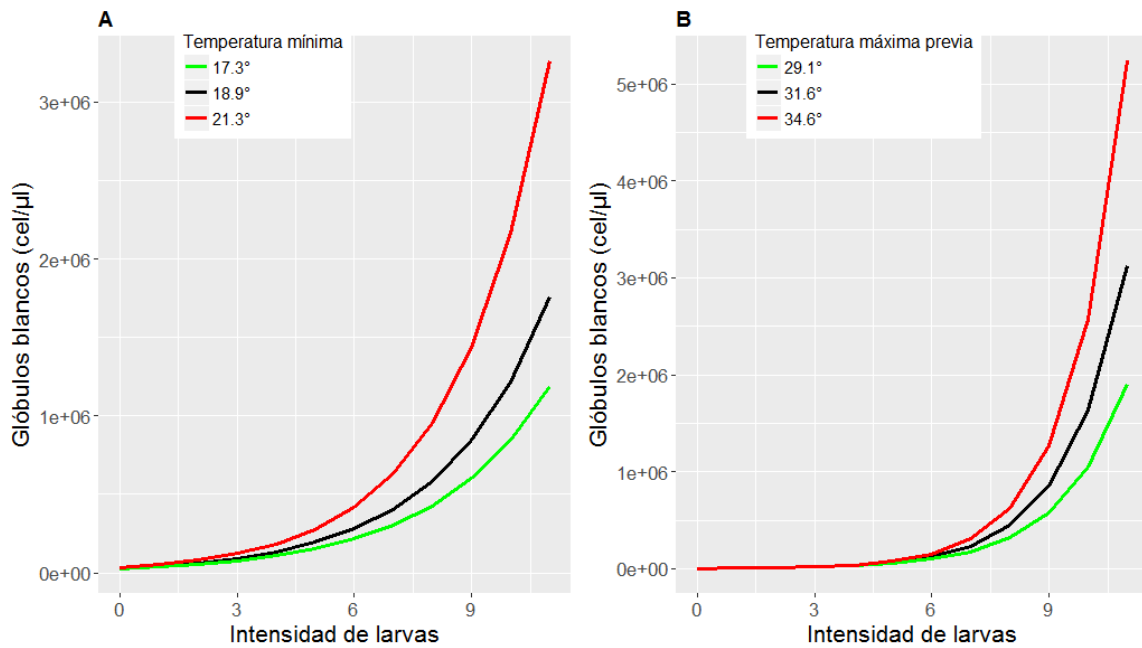 A
Temperatura mínima
17.3°
18.9°
21.3°
3e+06
2e+06
1e+06
0e+00
Glóbulos blancos (cel/µl)
0
3
6
9
Intensidad de larvas
B
Temperatura máxima previa
29.1°
31.6°
34.6°
5e+06
4e+06
3e+06
2e+06
1e+06
0e+00
Glóbulos blancos (cel/µl)
0
3
6
9
Intensidad de larvas